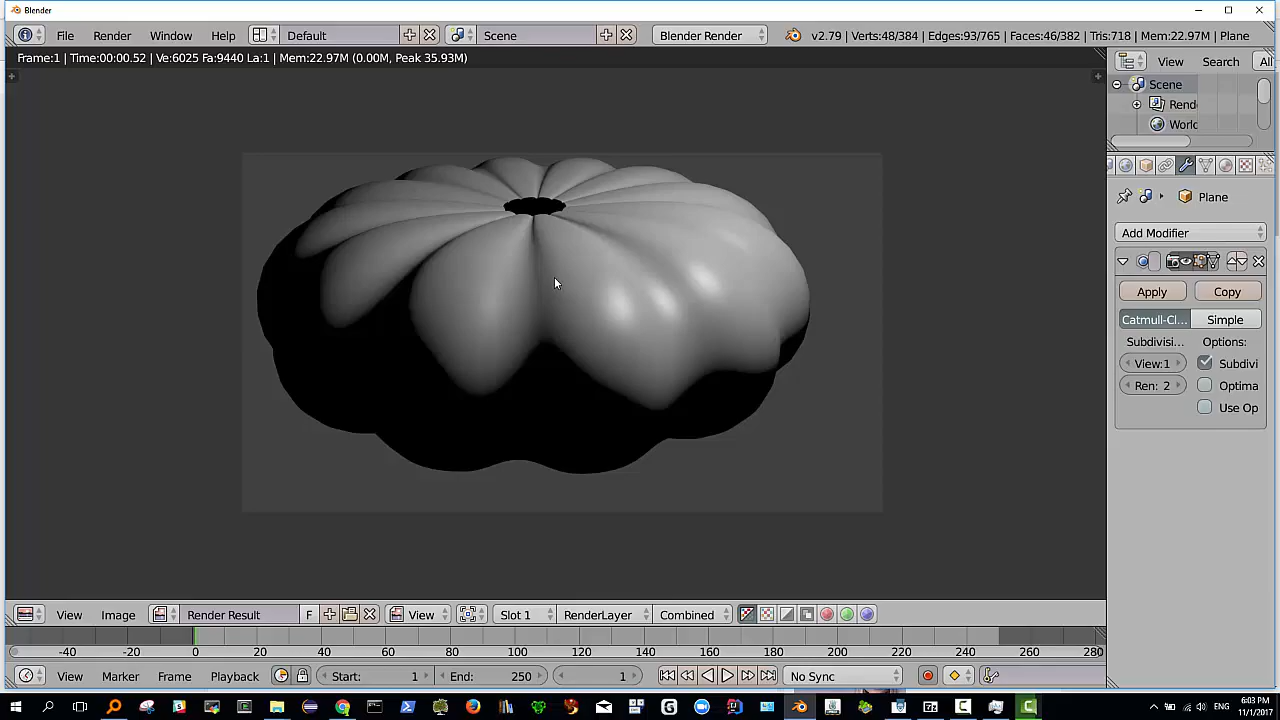 Blender
File Render Window Help Default Scene Blender Render v2.79 | Verts:48/384 | Edges:93/765 | Faces:46/382 | Tris:718 | Mem:22.97M | Plane
Frame:1 | Time:00:00.52 | Ve:6025 Fa:9440 La:1 | Mem:22.97M (0.00M, Peak 35.93M)
View Search All
Scene
Rend
World
Plane
Add Modifier
Apply Copy
Catmull-Cl... Simple
Subdivisi... Options:
View:1 Subdivi
Ren: 2 Optima
Use Op
View Image Render Result F View Slot 1 RenderLayer Combined
-40 -20 0 20 40 60 80 100 120 140 160 180 200 220 240 260 280
View Marker Frame Playback Start: 1 End: 250 1 No Sync
ENG 6:03 PM
11/1/2017